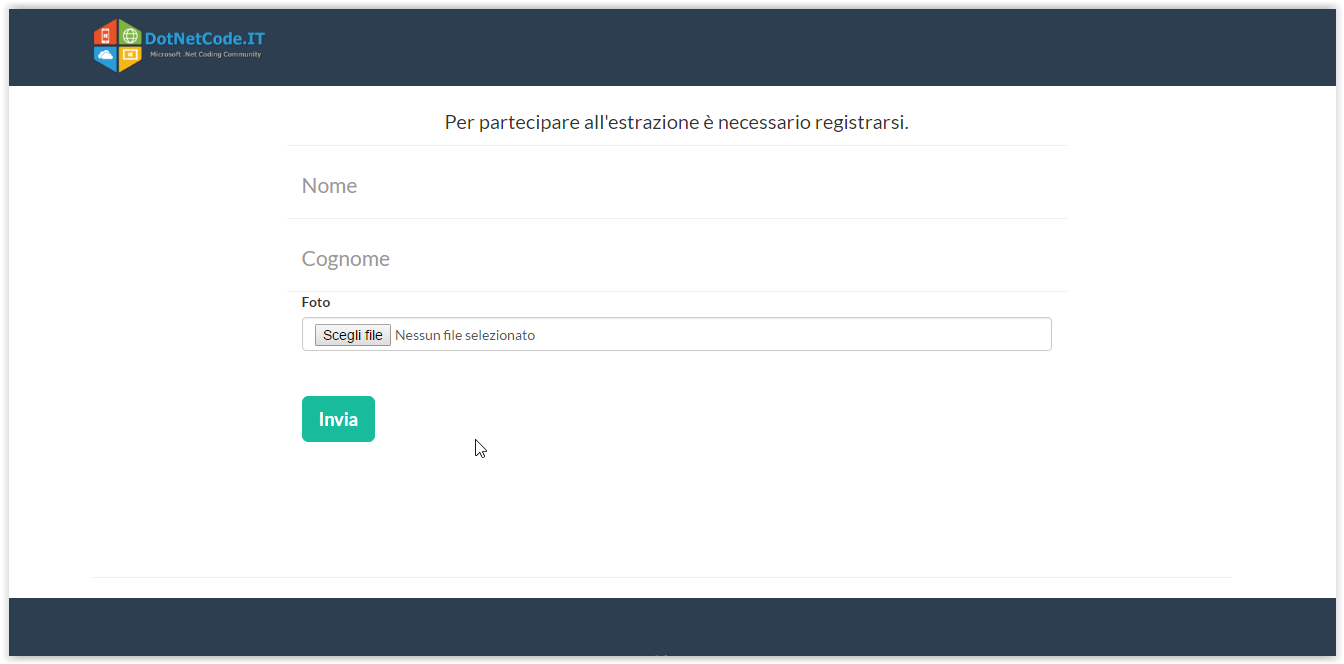 DotNetCode.IT
Microsoft .Net Coding Community
Per partecipare all'estrazione è necessario registrarsi.
Nome
Cognome
Foto
Scegli file Nessun file selezionato
Invia